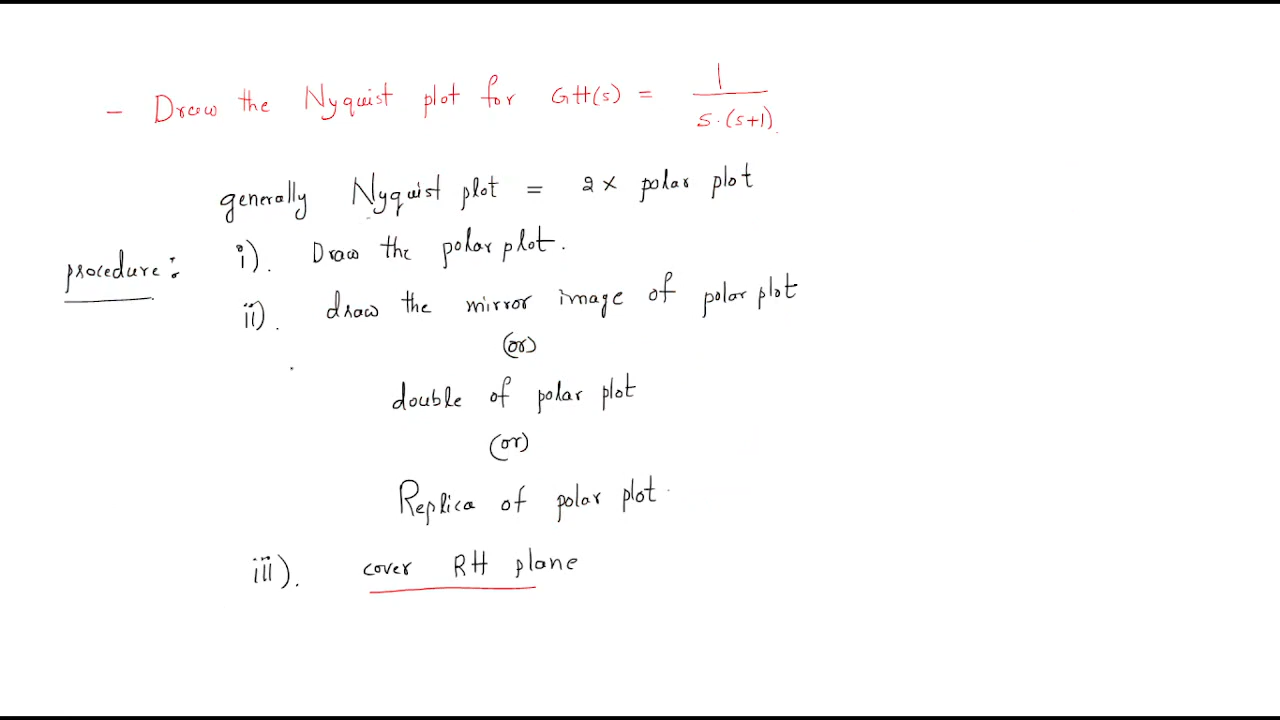 - Draw the Nyquist plot for GH(s) = 1 / s.(s+1)
generally Nyquist plot = 2 x polar plot
procedure: i). Draw the polar plot.
ii). draw the mirror image of polar plot
(or)
double of polar plot
(or)
Replica of polar plot.
iii). cover RH plane